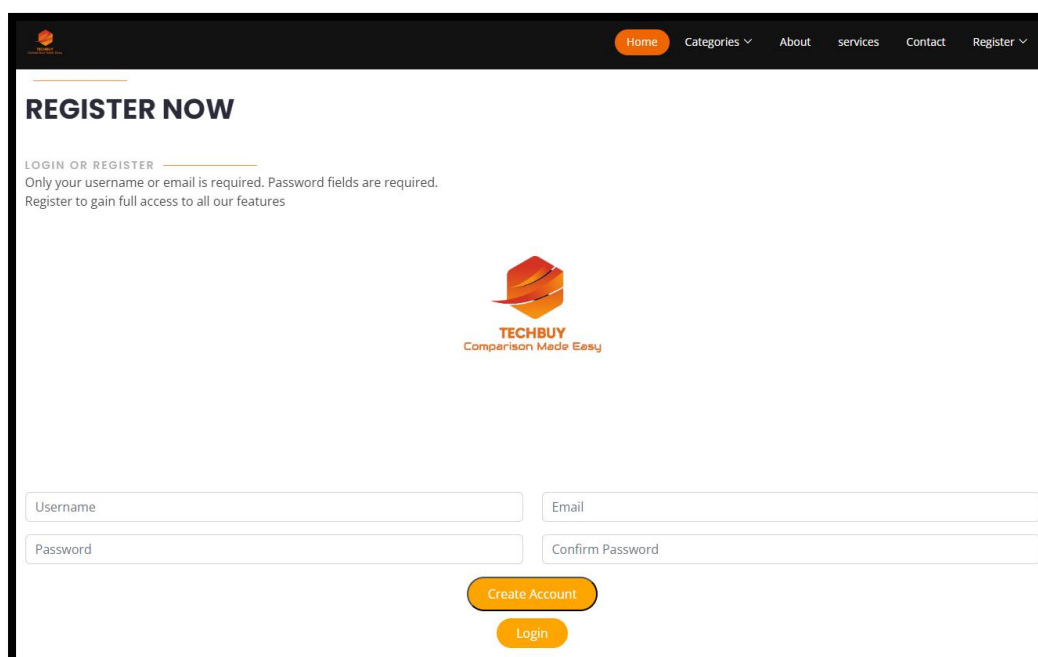 Home Categories About services Contact Register
REGISTER NOW
LOGIN OR REGISTER
Only your username or email is required. Password fields are required.
Register to gain full access to all our features
TECHBUY
Comparison Made Easy
Username Email
Password Confirm Password
Create Account
Login